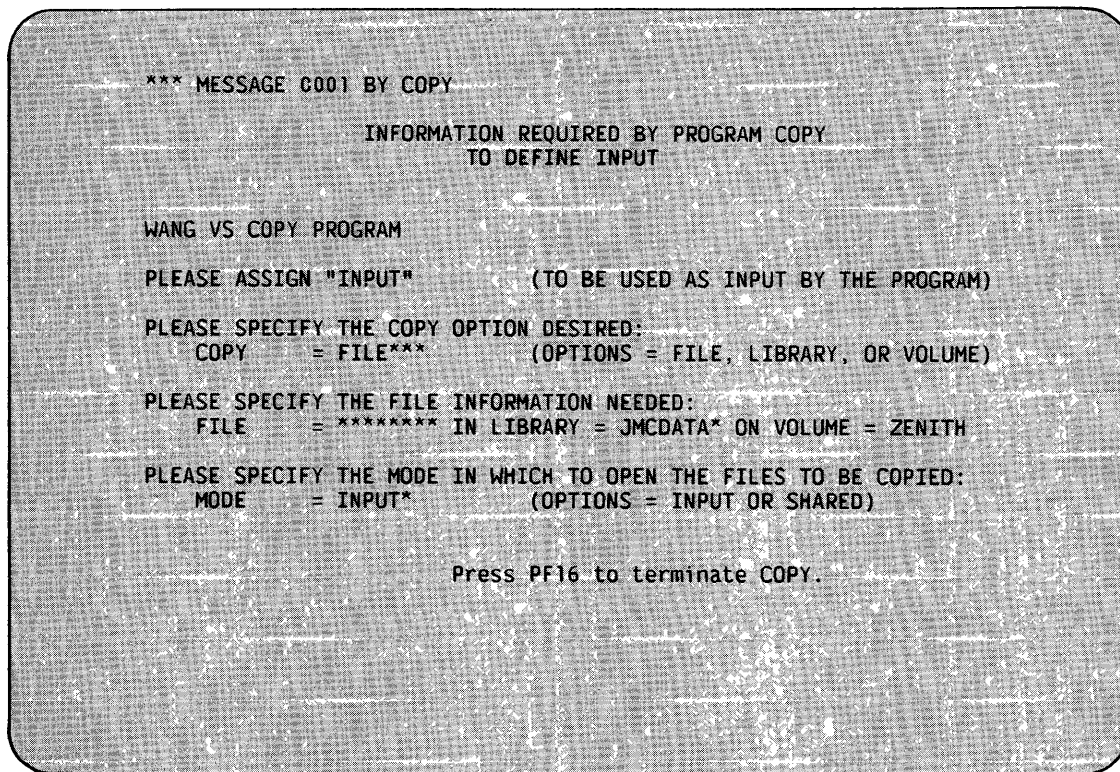 *** MESSAGE C001 BY COPY
INFORMATION REQUIRED BY PROGRAM COPY
TO DEFINE INPUT
WANG VS COPY PROGRAM
PLEASE ASSIGN "INPUT" (TO BE USED AS INPUT BY THE PROGRAM)
PLEASE SPECIFY THE COPY OPTION DESIRED:
COPY = FILE*** (OPTIONS = FILE, LIBRARY, OR VOLUME)
PLEASE SPECIFY THE FILE INFORMATION NEEDED:
FILE = ******** IN LIBRARY = JMCDATA* ON VOLUME = ZENITH
PLEASE SPECIFY THE MODE IN WHICH TO OPEN THE FILES TO BE COPIED:
MODE = INPUT* (OPTIONS = INPUT OR SHARED)
Press PF16 to terminate COPY.